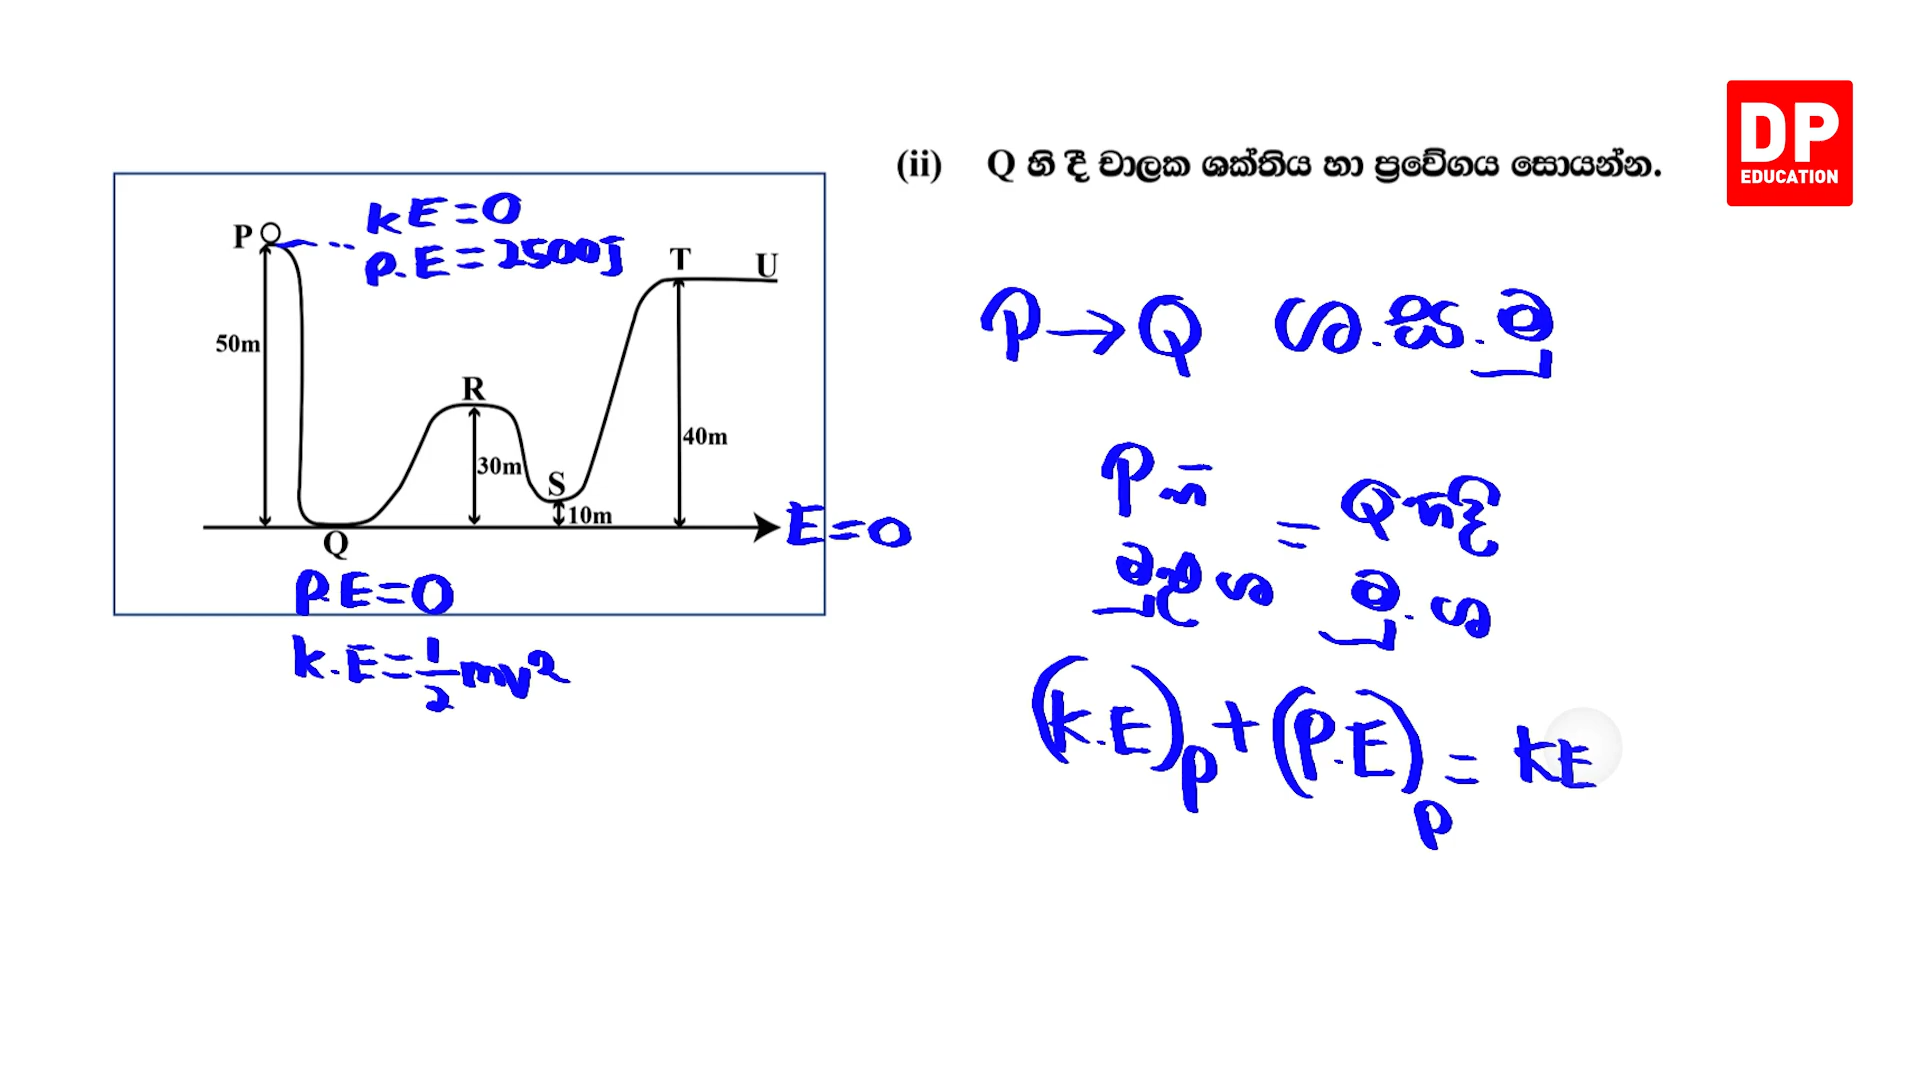 DP
EDUCATION
(ii) Q හි දී චාලක ශක්තිය හා ප්‍රවේගය සොයන්න.
P
KE=0
P.E=2500J
T
U
50m
R
40m
30m
S
10m
E=0
Q
P.E=0
K.E=1/2mv²
P→Q ශ.ස.මු
P හි = Q හිදි
මුළු ශ මු. ශ
(K.E)p+(P.E)p= KE